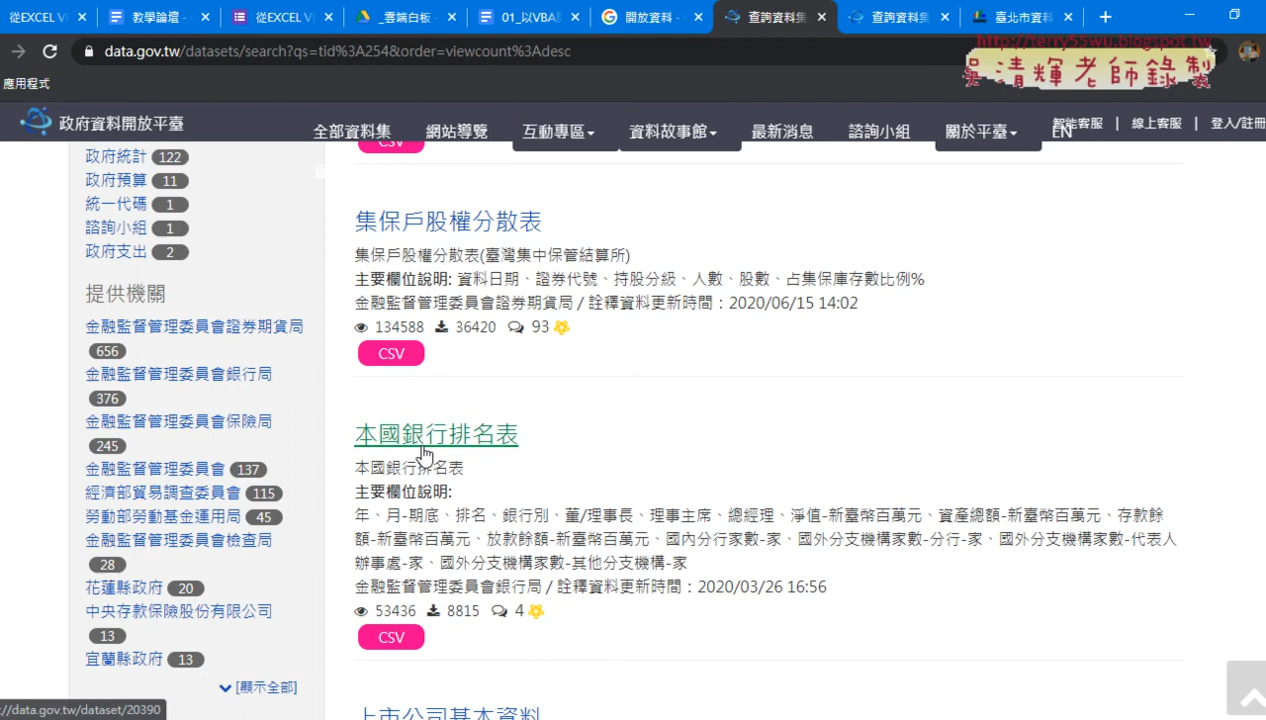 從EXCEL V
教學論壇 -
從EXCEL V
_雲端白板 -
01_以VBA
開放資料 -
查詢資料集
查詢資料集
臺北市資料
data.gov.tw/datasets/search?qs=tid%3A254&order=viewcount%3Adesc
http://terry55wu.blogspot.tw
吳清輝老師錄製
應用程式
政府資料開放平臺
全部資料集
網站導覽
互動專區
資料故事館
最新消息
諮詢小組
關於平臺
EN
智能客服 | 線上客服 | 登入/註冊
政府統計 122
政府預算 11
統一代碼 1
諮詢小組 1
政府支出 2
提供機關
金融監督管理委員會證券期貨局
656
金融監督管理委員會銀行局
376
金融監督管理委員會保險局
245
金融監督管理委員會 137
經濟部貿易調查委員會 115
勞動部勞動基金運用局 45
金融監督管理委員會檢查局
28
花蓮縣政府 20
中央存款保險股份有限公司
13
宜蘭縣政府 13
[顯示全部]
CSV
集保戶股權分散表
集保戶股權分散表(臺灣集中保管結算所)
主要欄位說明: 資料日期、證券代號、持股分級、人數、股數、占集保庫存數比例%
金融監督管理委員會證券期貨局 / 詮釋資料更新時間：2020/06/15 14:02
134588 36420 93
CSV
本國銀行排名表
本國銀行排名表
主要欄位說明:
年、月-期底、排名、銀行別、董/理事長、理事主席、總經理、淨值-新臺幣百萬元、資產總額-新臺幣百萬元、存款餘
額-新臺幣百萬元、放款餘額-新臺幣百萬元、國內分行家數-家、國外分支機構家數-分行-家、國外分支機構家數-代表人
辦事處-家、國外分支機構家數-其他分支機構-家
金融監督管理委員會銀行局 / 詮釋資料更新時間：2020/03/26 16:56
53436 8815 4
CSV
上市公司基本資料
//data.gov.tw/dataset/20390